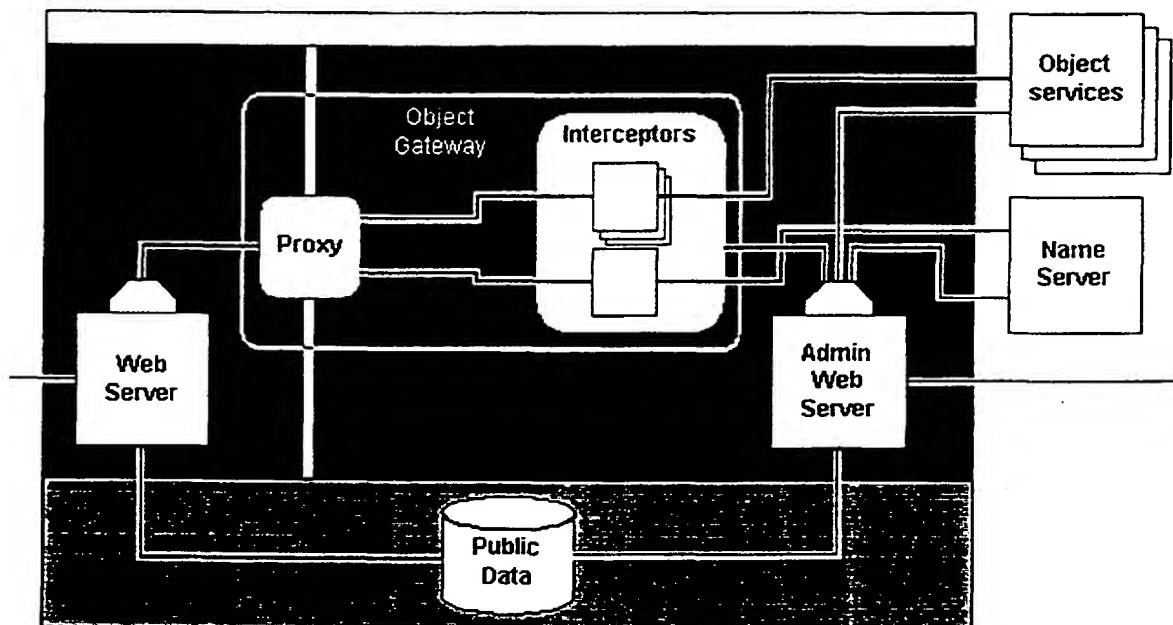 Object
services
Object
Gateway
Interceptors
Proxy
Name
Server
Web
Server
Admin
Web
Server
Public
Data